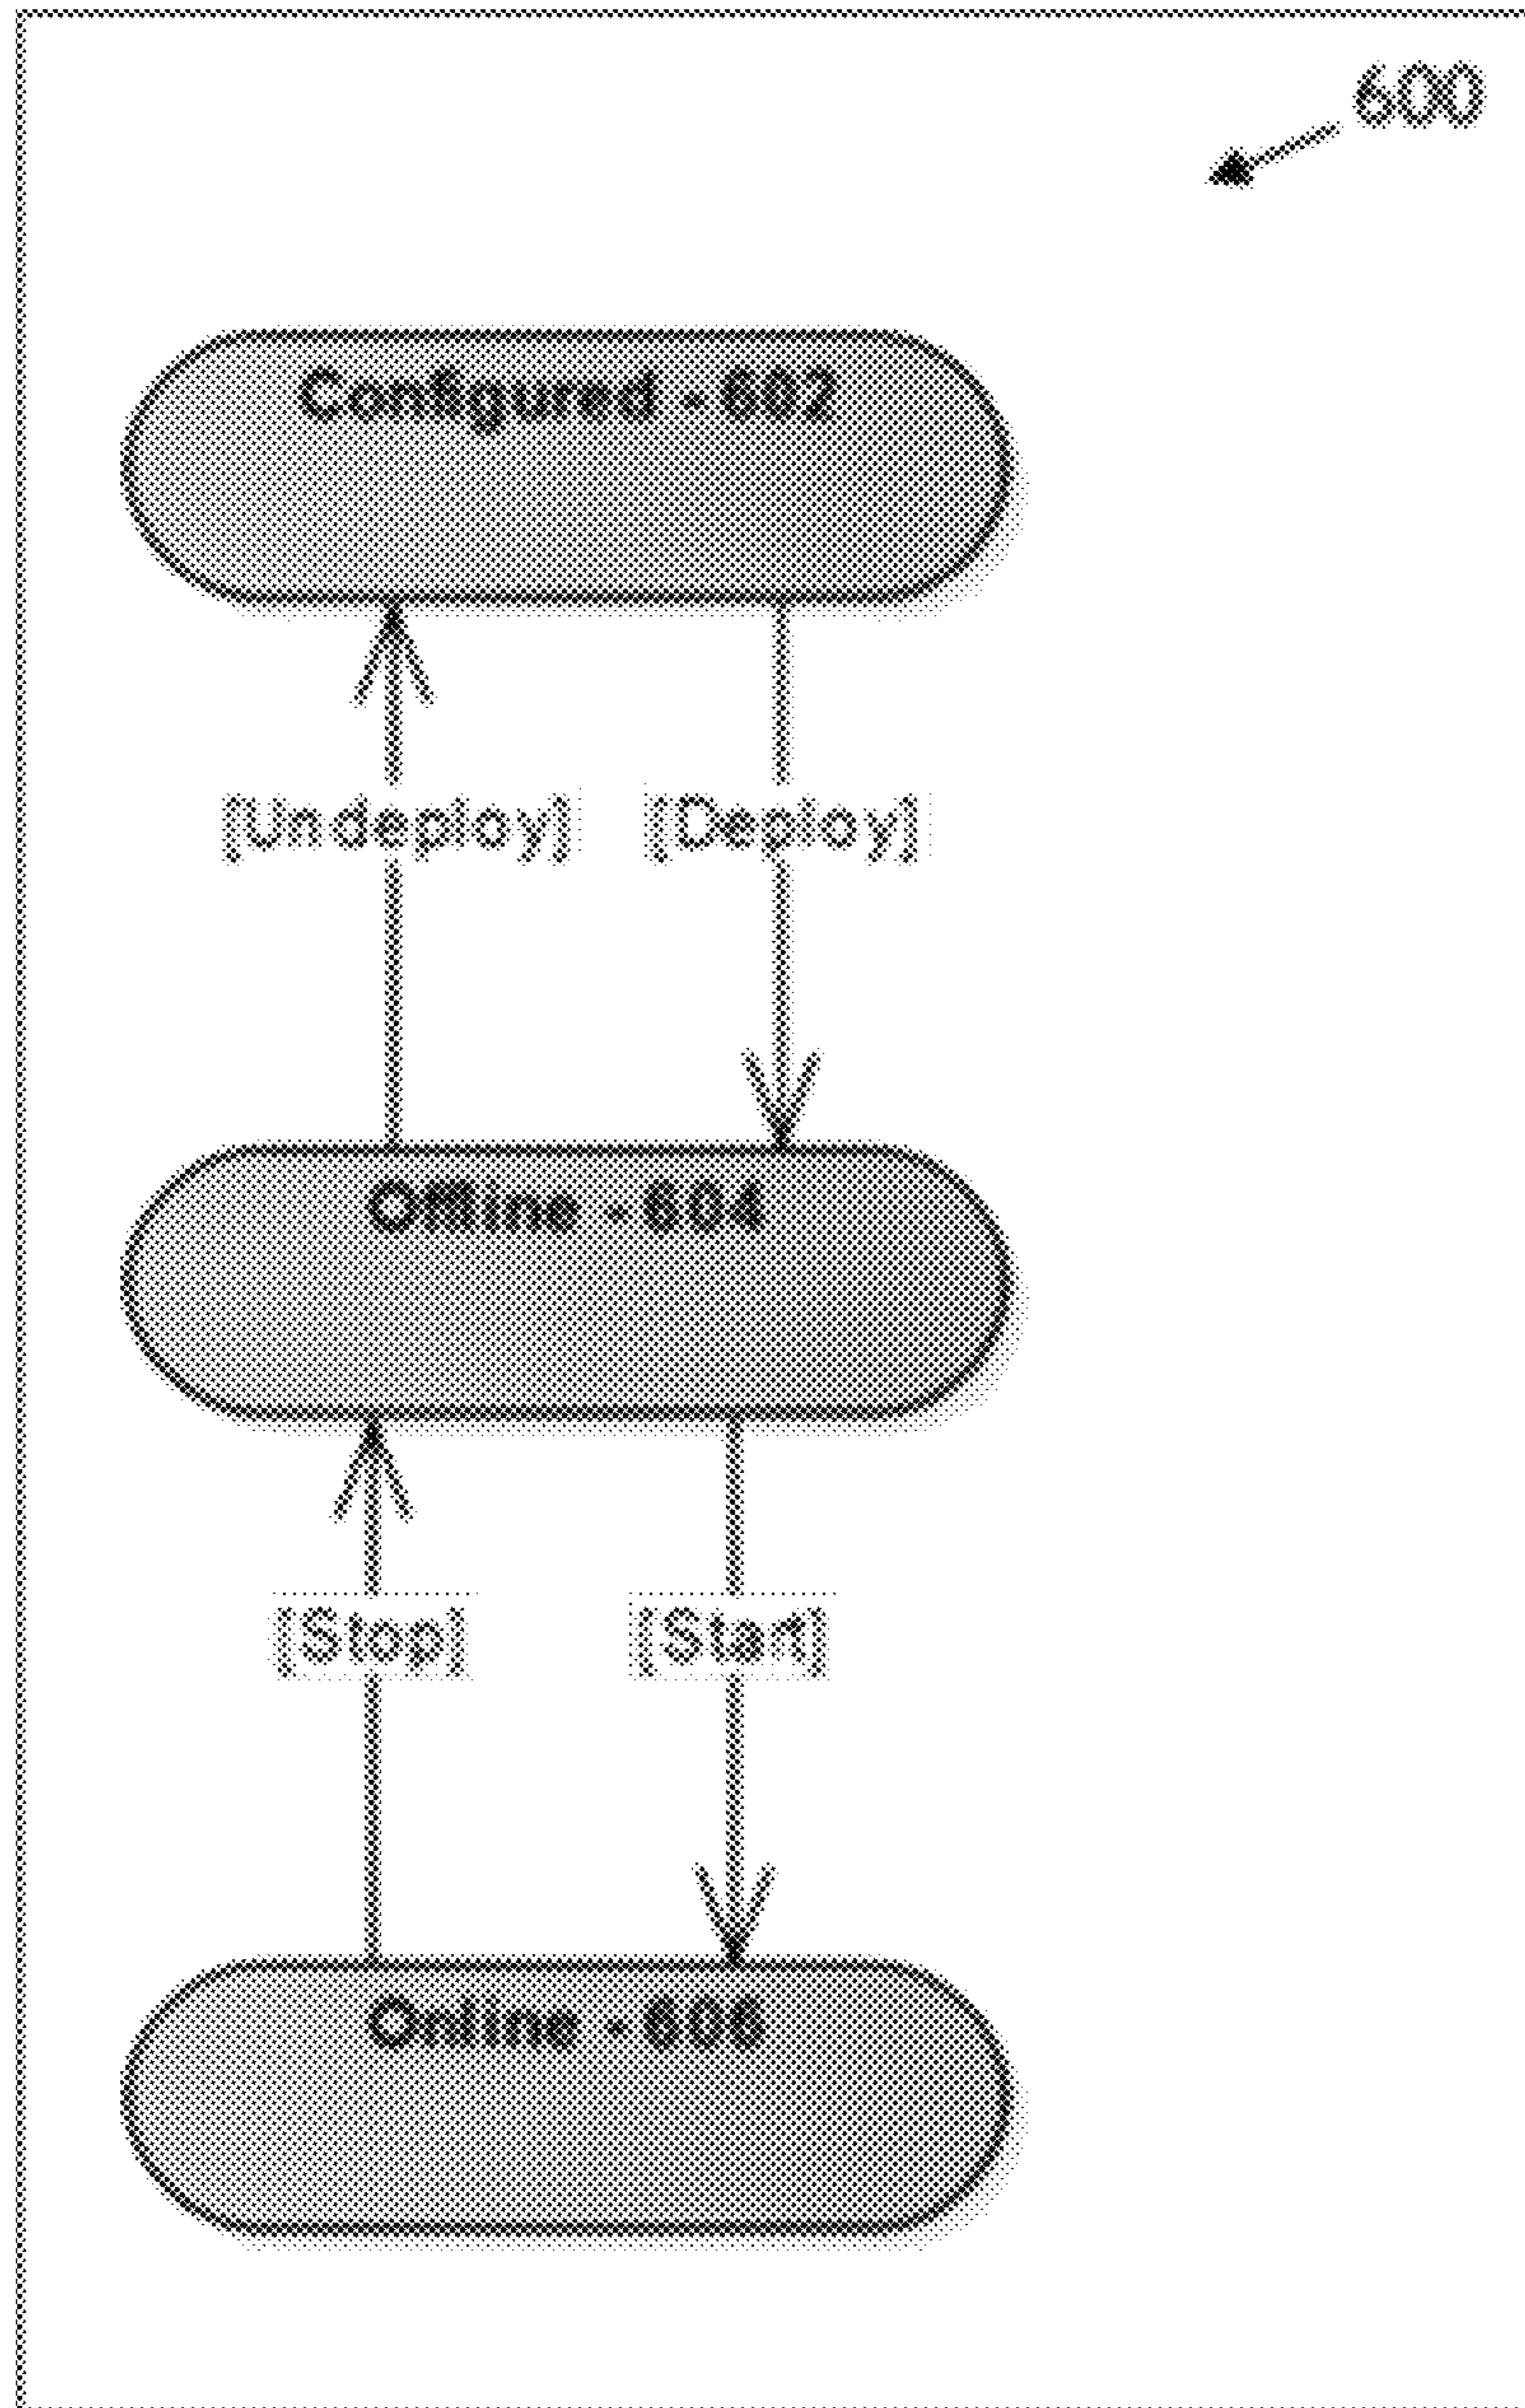 600
Configured - 602
[Undeploy] [Deploy]
Offline - 604
[Stop] [Start]
Online - 606